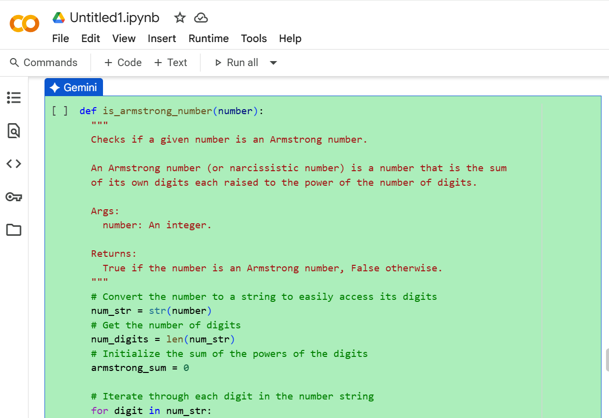 CO Untitled1.ipynb
File Edit View Insert Runtime Tools Help
Commands + Code + Text Run all
Gemini
[ ] def is_armstrong_number(number):
"""
Checks if a given number is an Armstrong number.
An Armstrong number (or narcissistic number) is a number that is the sum
of its own digits each raised to the power of the number of digits.
Args:
number: An integer.
Returns:
True if the number is an Armstrong number, False otherwise.
"""
# Convert the number to a string to easily access its digits
num_str = str(number)
# Get the number of digits
num_digits = len(num_str)
# Initialize the sum of the powers of the digits
armstrong_sum = 0
# Iterate through each digit in the number string
for digit in num_str: